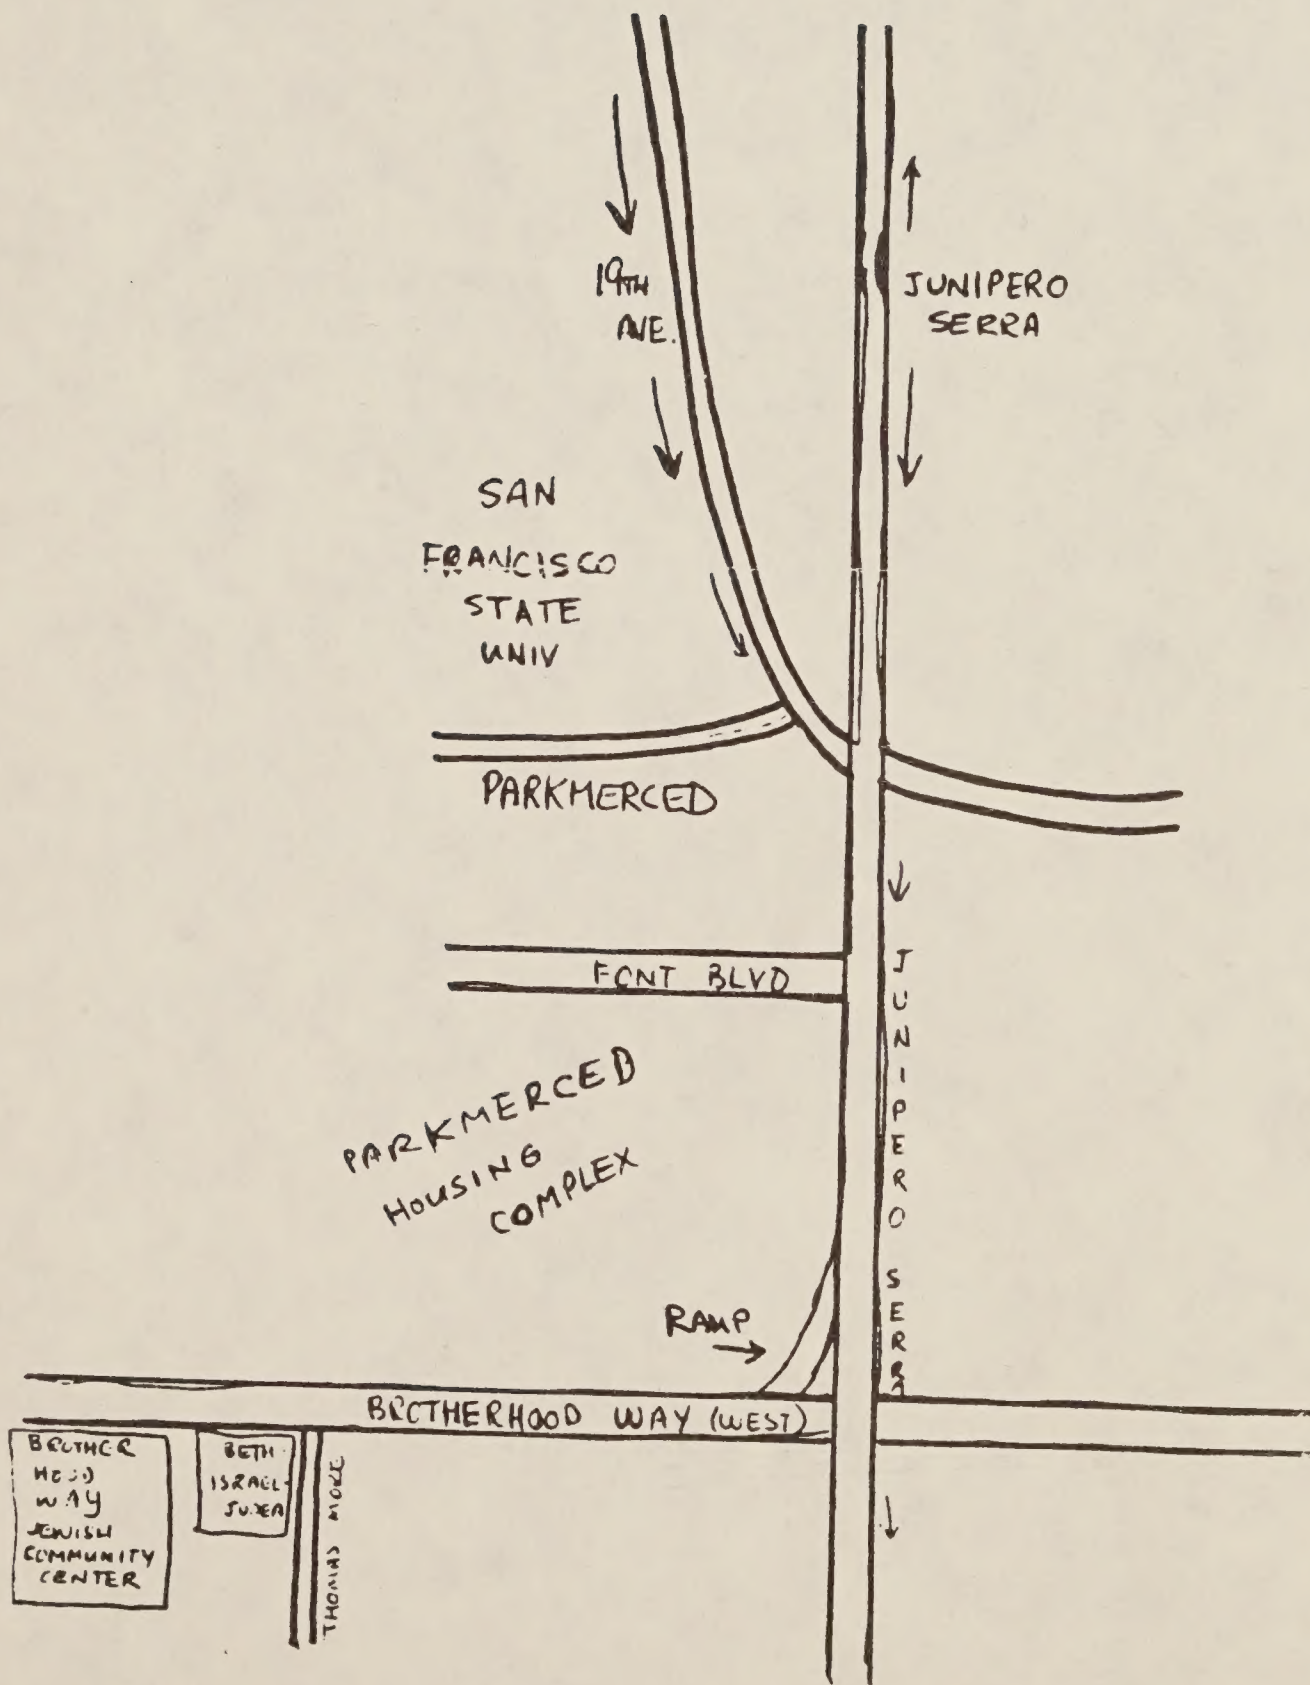 19TH
AVE.
JUNIPERO
SERRA
SAN
FRANCISCO
STATE
UNIV
PARKMERCED
FONT BLVD
JUNIPERO SERRA
PARKMERCED
HOUSING
COMPLEX
RAMP
BROTHERHOOD WAY (WEST)
BROTHER
HOOD
WAY
JEWISH
COMMUNITY
CENTER
BETH
ISRAEL-
JUDEA
THOMAS MORE